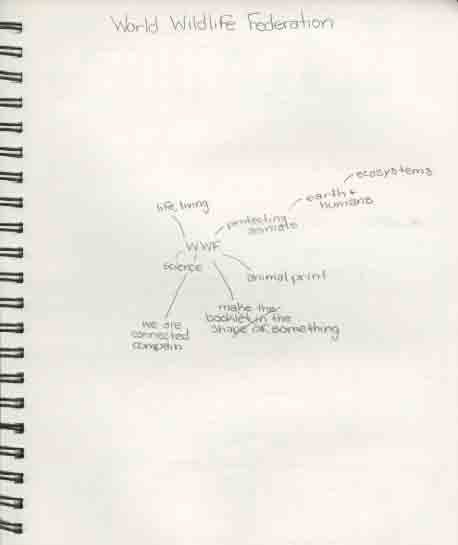 World Wildlife Federation
ecosystems
earth +
humans
life, living
protecting
animals
WWF
science
animal print
make the
booklet in the
shape of something
we are
connected
compain